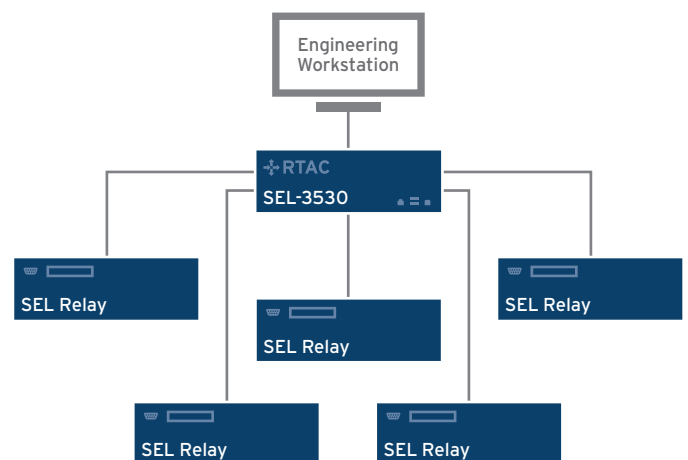 Engineering
Workstation
RTAC
SEL-3530
SEL Relay
SEL Relay
SEL Relay
SEL Relay
SEL Relay